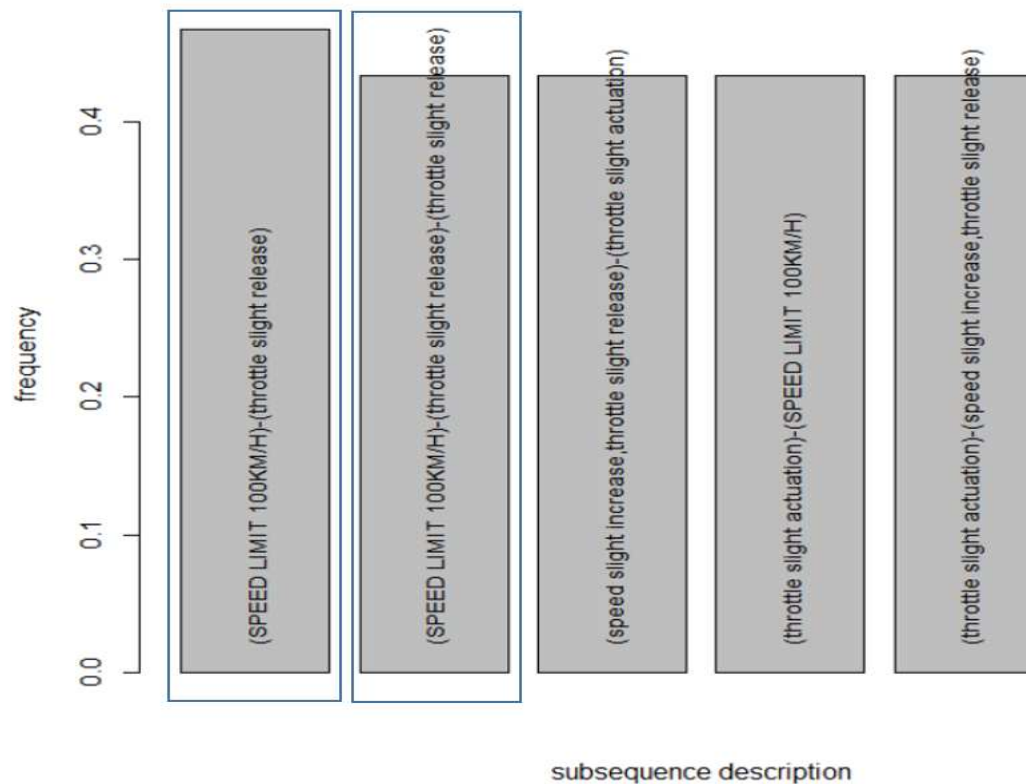 frequency
0.4
0.3
0.2
0.1
0.0
(SPEED LIMIT 100KM/H)-(throttle slight release)
(SPEED LIMIT 100KM/H)-(throttle slight release)-(throttle slight release)
(speed slight increase,throttle slight release)-(throttle slight actuation)
(throttle slight actuation)-(SPEED LIMIT 100KM/H)
(throttle slight actuation)-(speed slight increase,throttle slight release)
subsequence description